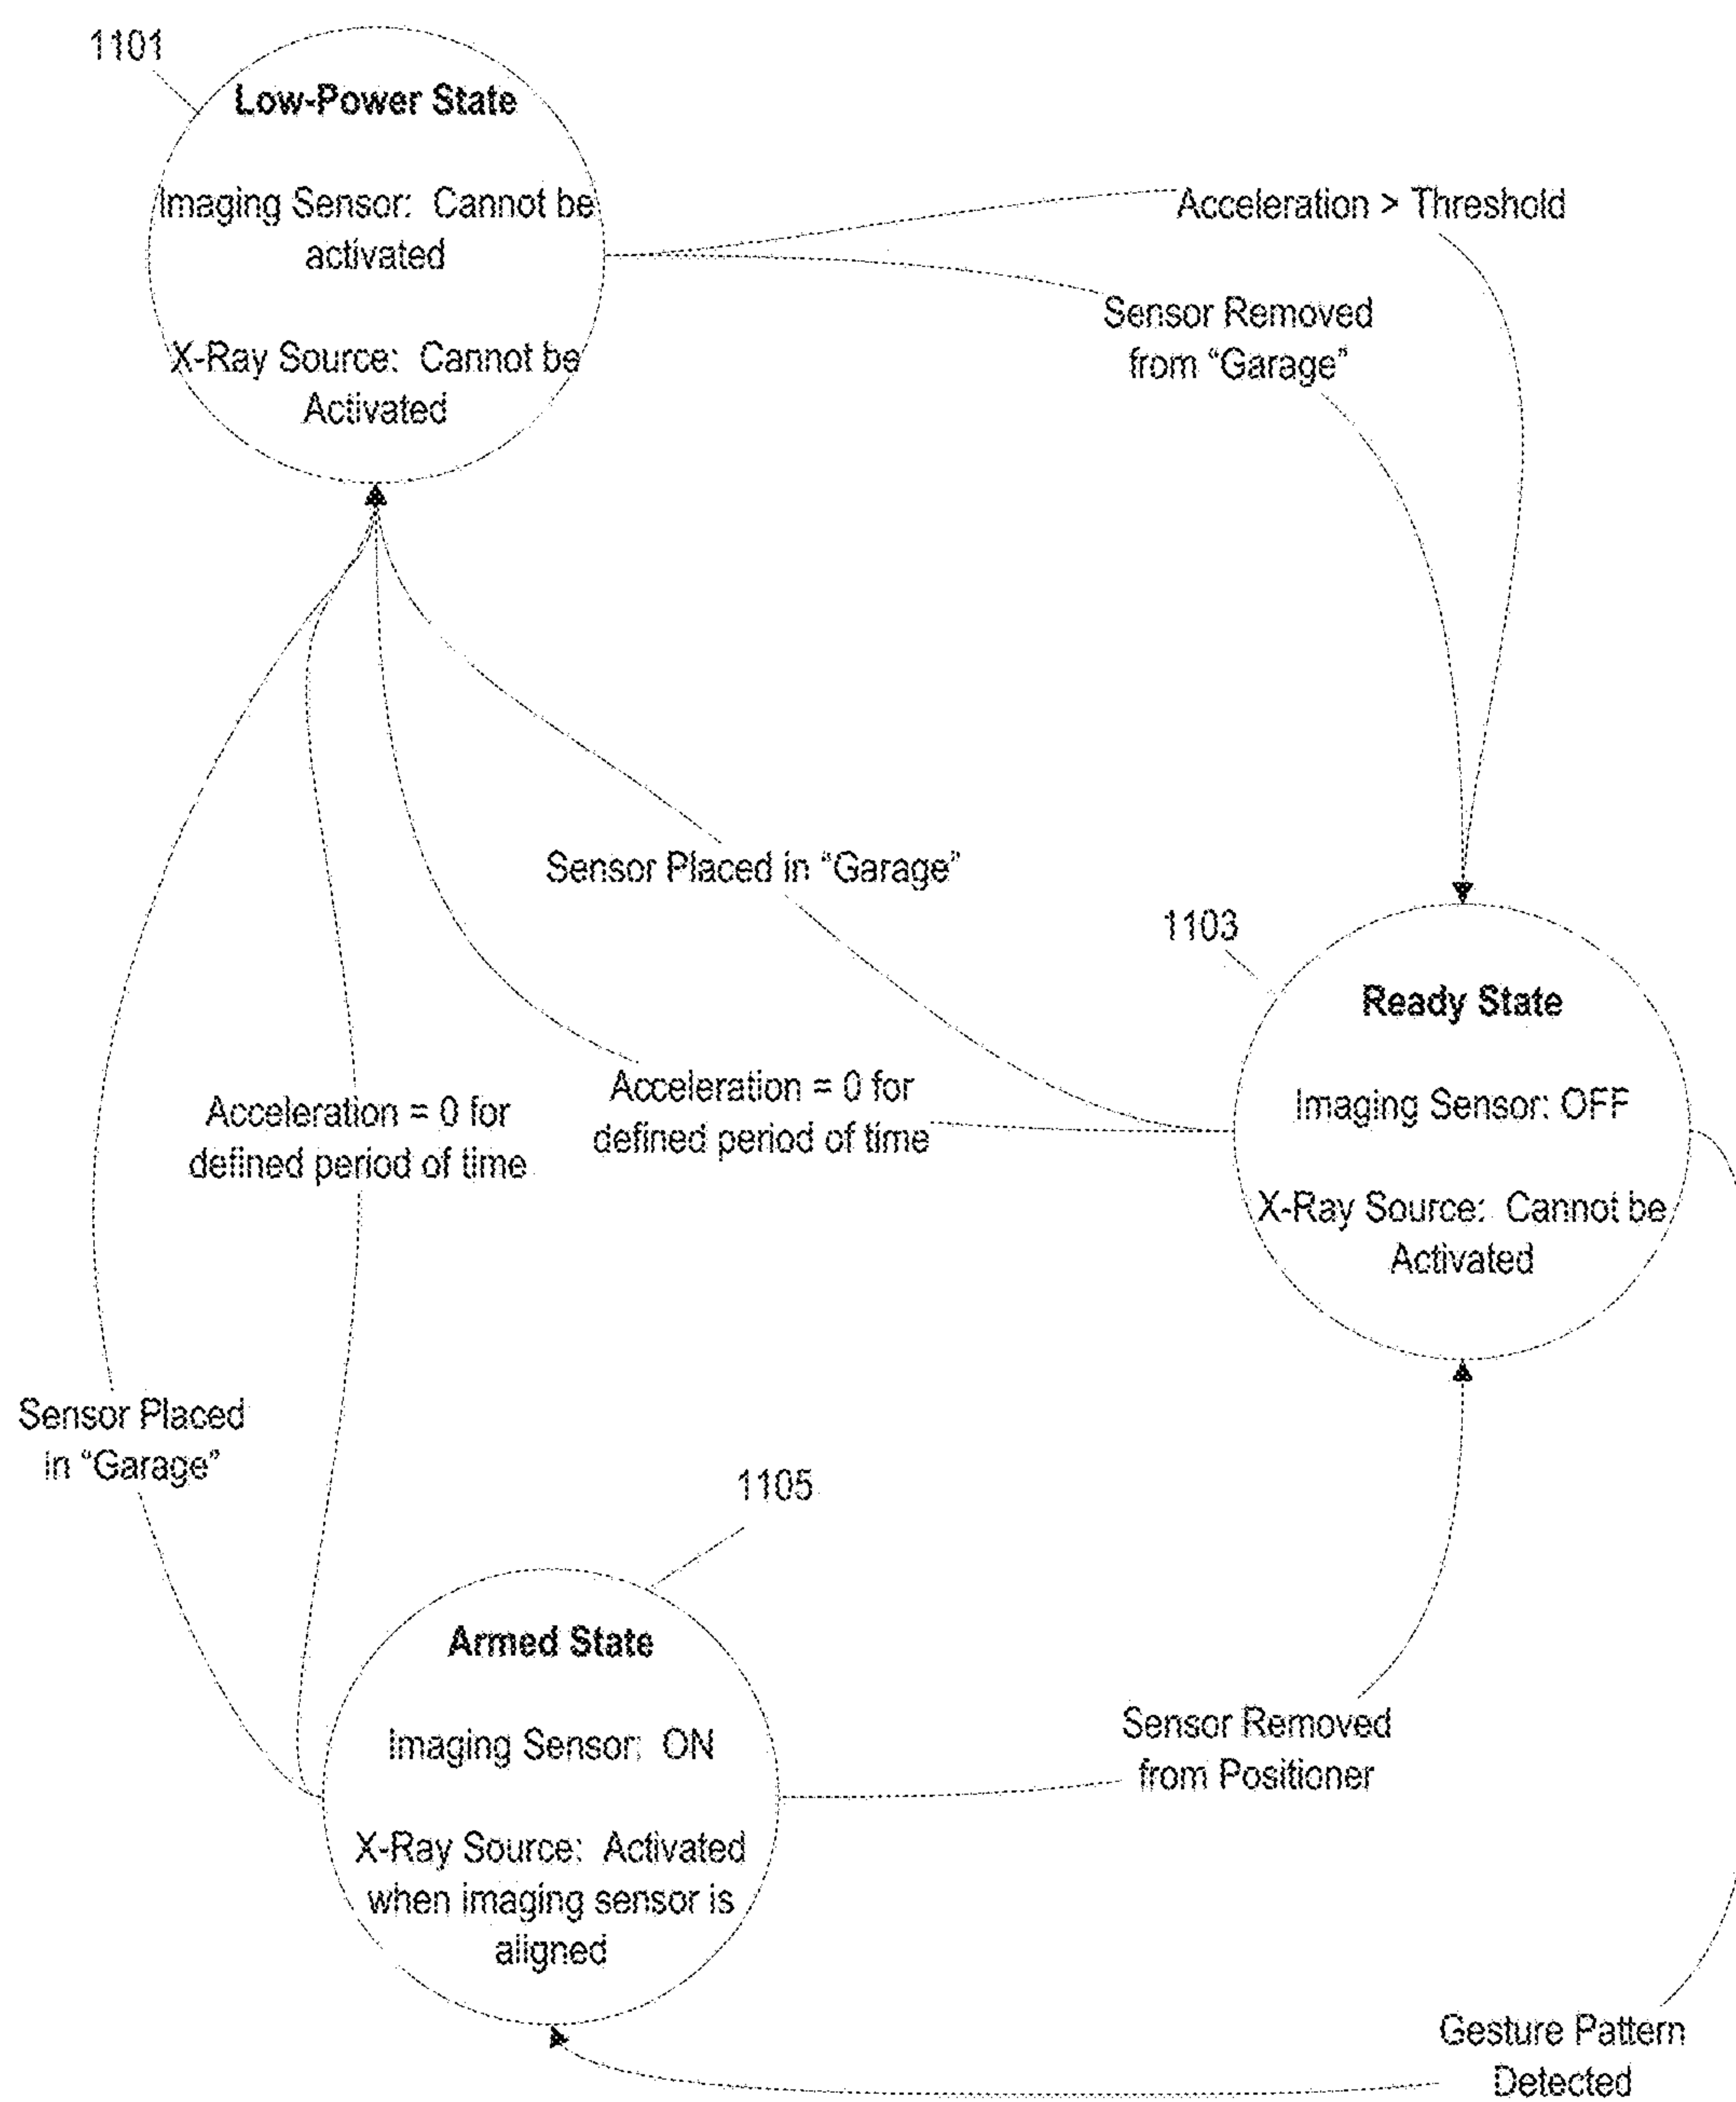 1101
Low-Power State
Imaging Sensor: Cannot be
activated
X-Ray Source: Cannot be
Activated
Acceleration > Threshold
Sensor Removed
from "Garage"
Sensor Placed in "Garage"
1103
Ready State
Imaging Sensor: OFF
X-Ray Source: Cannot be
Activated
Acceleration = 0 for
defined period of time
Acceleration = 0 for
defined period of time
Sensor Placed
in "Garage"
1105
Armed State
Imaging Sensor: ON
X-Ray Source: Activated
when imaging sensor is
aligned
Sensor Removed
from Positioner
Gesture Pattern
Detected